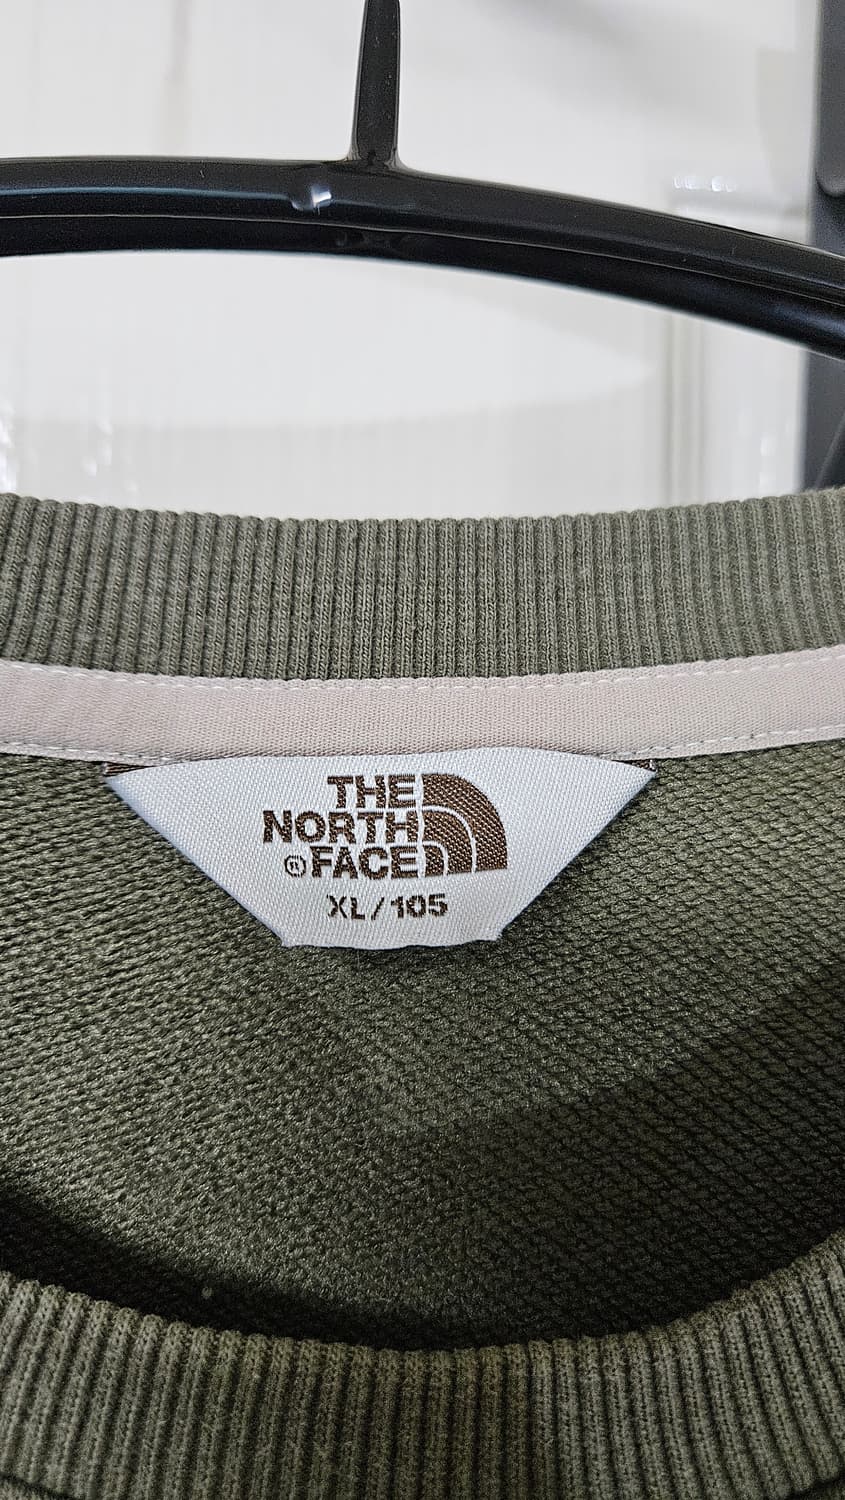 THE
NORTH
®FACE
XL/105